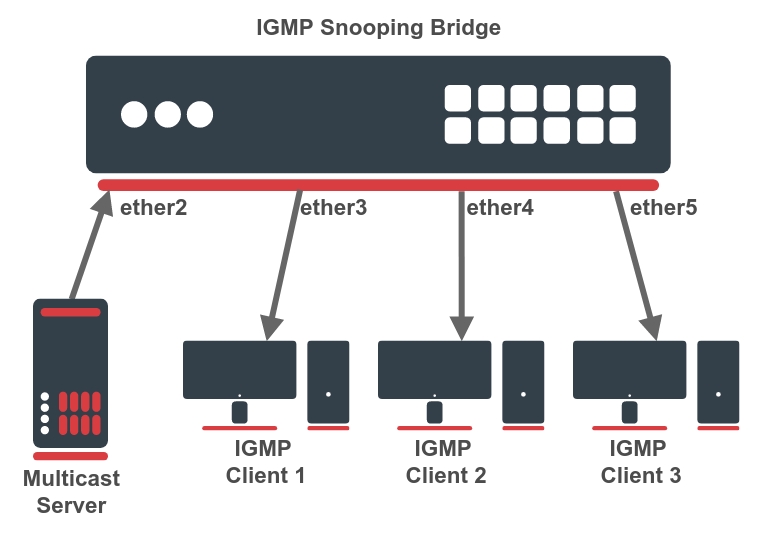 IGMP Snooping Bridge
ether2
ether3
ether4
ether5
IGMP
Client 1
IGMP
Client 2
IGMP
Client 3
Multicast
Server